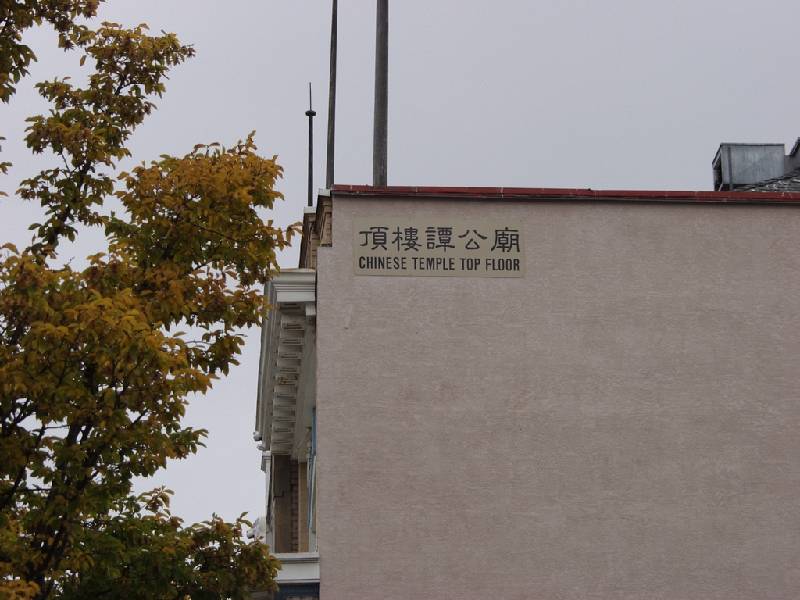 頂樓譚公廟
CHINESE TEMPLE TOP FLOOR